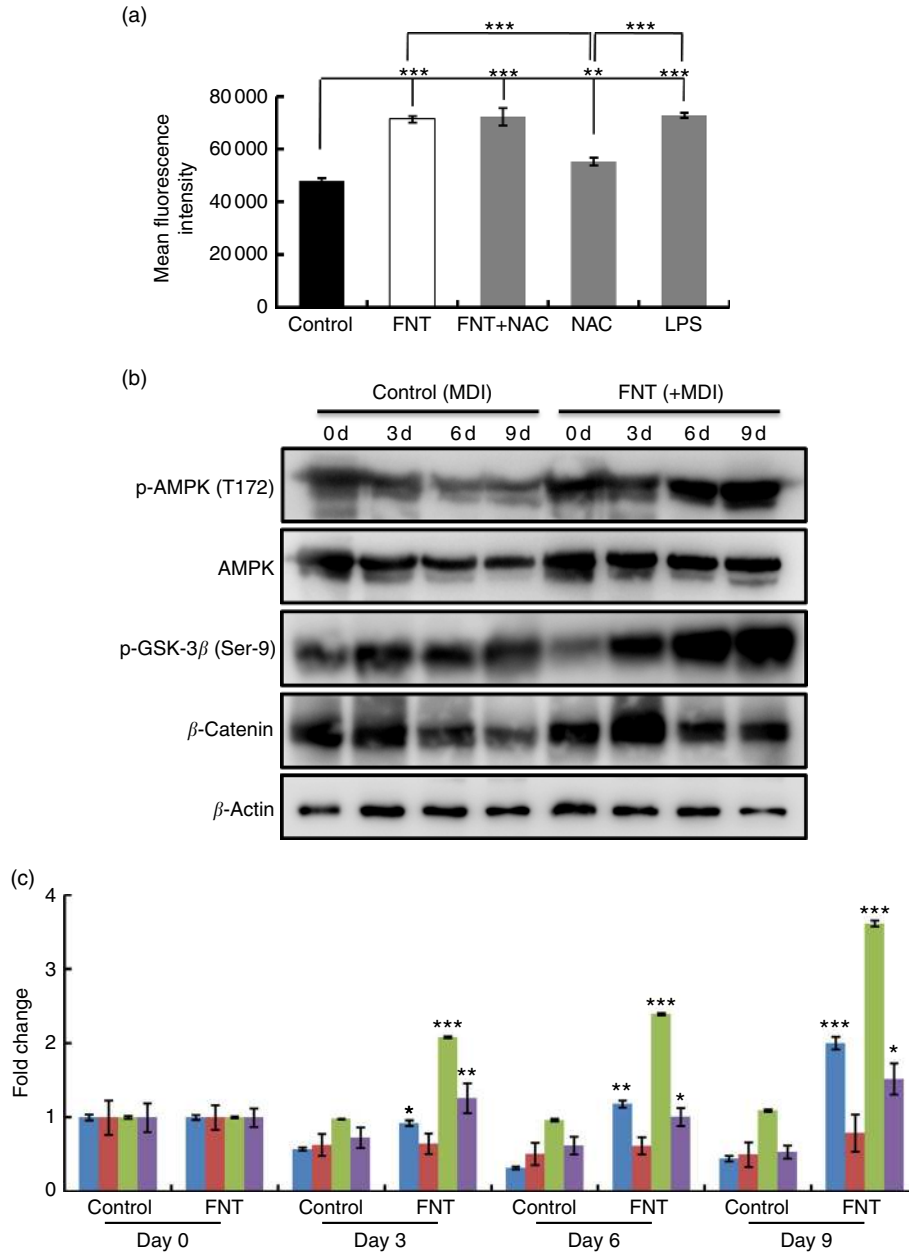 (a)
*** ***
*** *** ** ***
80 000
60 000
40 000
20 000
0
Mean fluorescence
intensity
Control FNT FNT+NAC NAC LPS
(b)
Control (MDI) FNT (+MDI)
0 d 3 d 6 d 9 d 0 d 3 d 6 d 9 d
p-AMPK (T172)
AMPK
p-GSK-3β (Ser-9)
β-Catenin
β-Actin
(c)
4
3
2
1
0
Fold change
* *** **
** *** *
*** *** *
Control FNT Control FNT Control FNT Control FNT
Day 0 Day 3 Day 6 Day 9